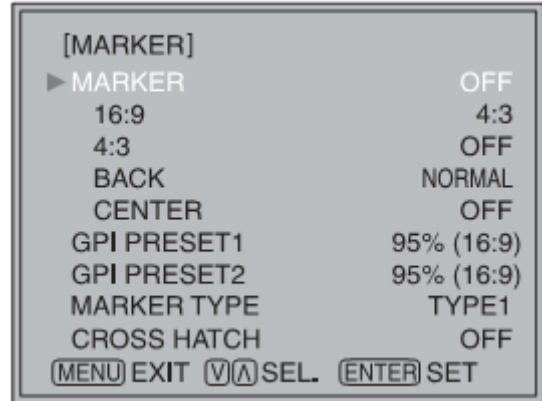 [MARKER]
▶MARKER OFF
16:9 4:3
4:3 OFF
BACK NORMAL
CENTER OFF
GPI PRESET1 95% (16:9)
GPI PRESET2 95% (16:9)
MARKER TYPE TYPE1
CROSS HATCH OFF
MENU EXIT V Λ SEL. ENTER SET